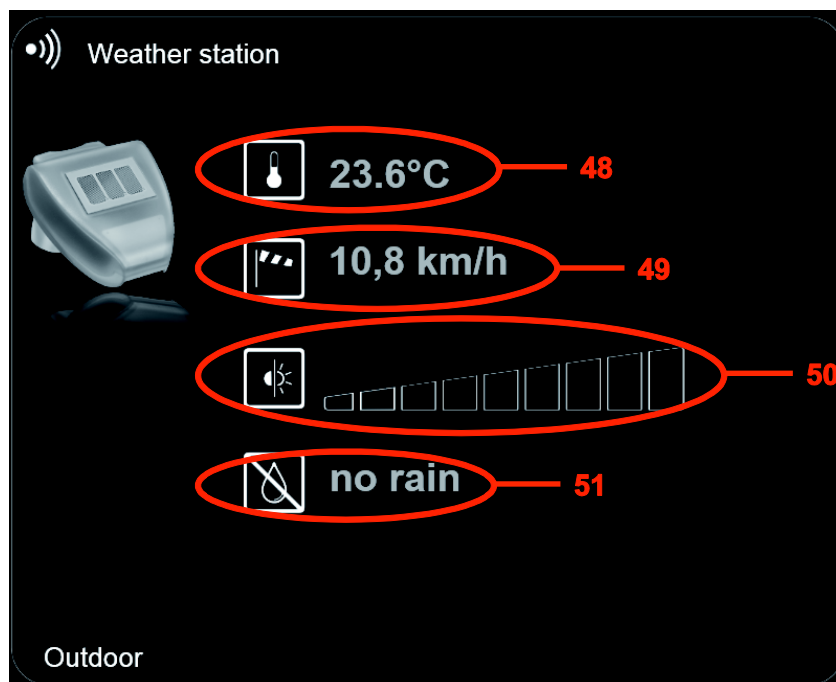 Weather station
23.6°C
48
10,8 km/h
49
50
no rain
51
Outdoor